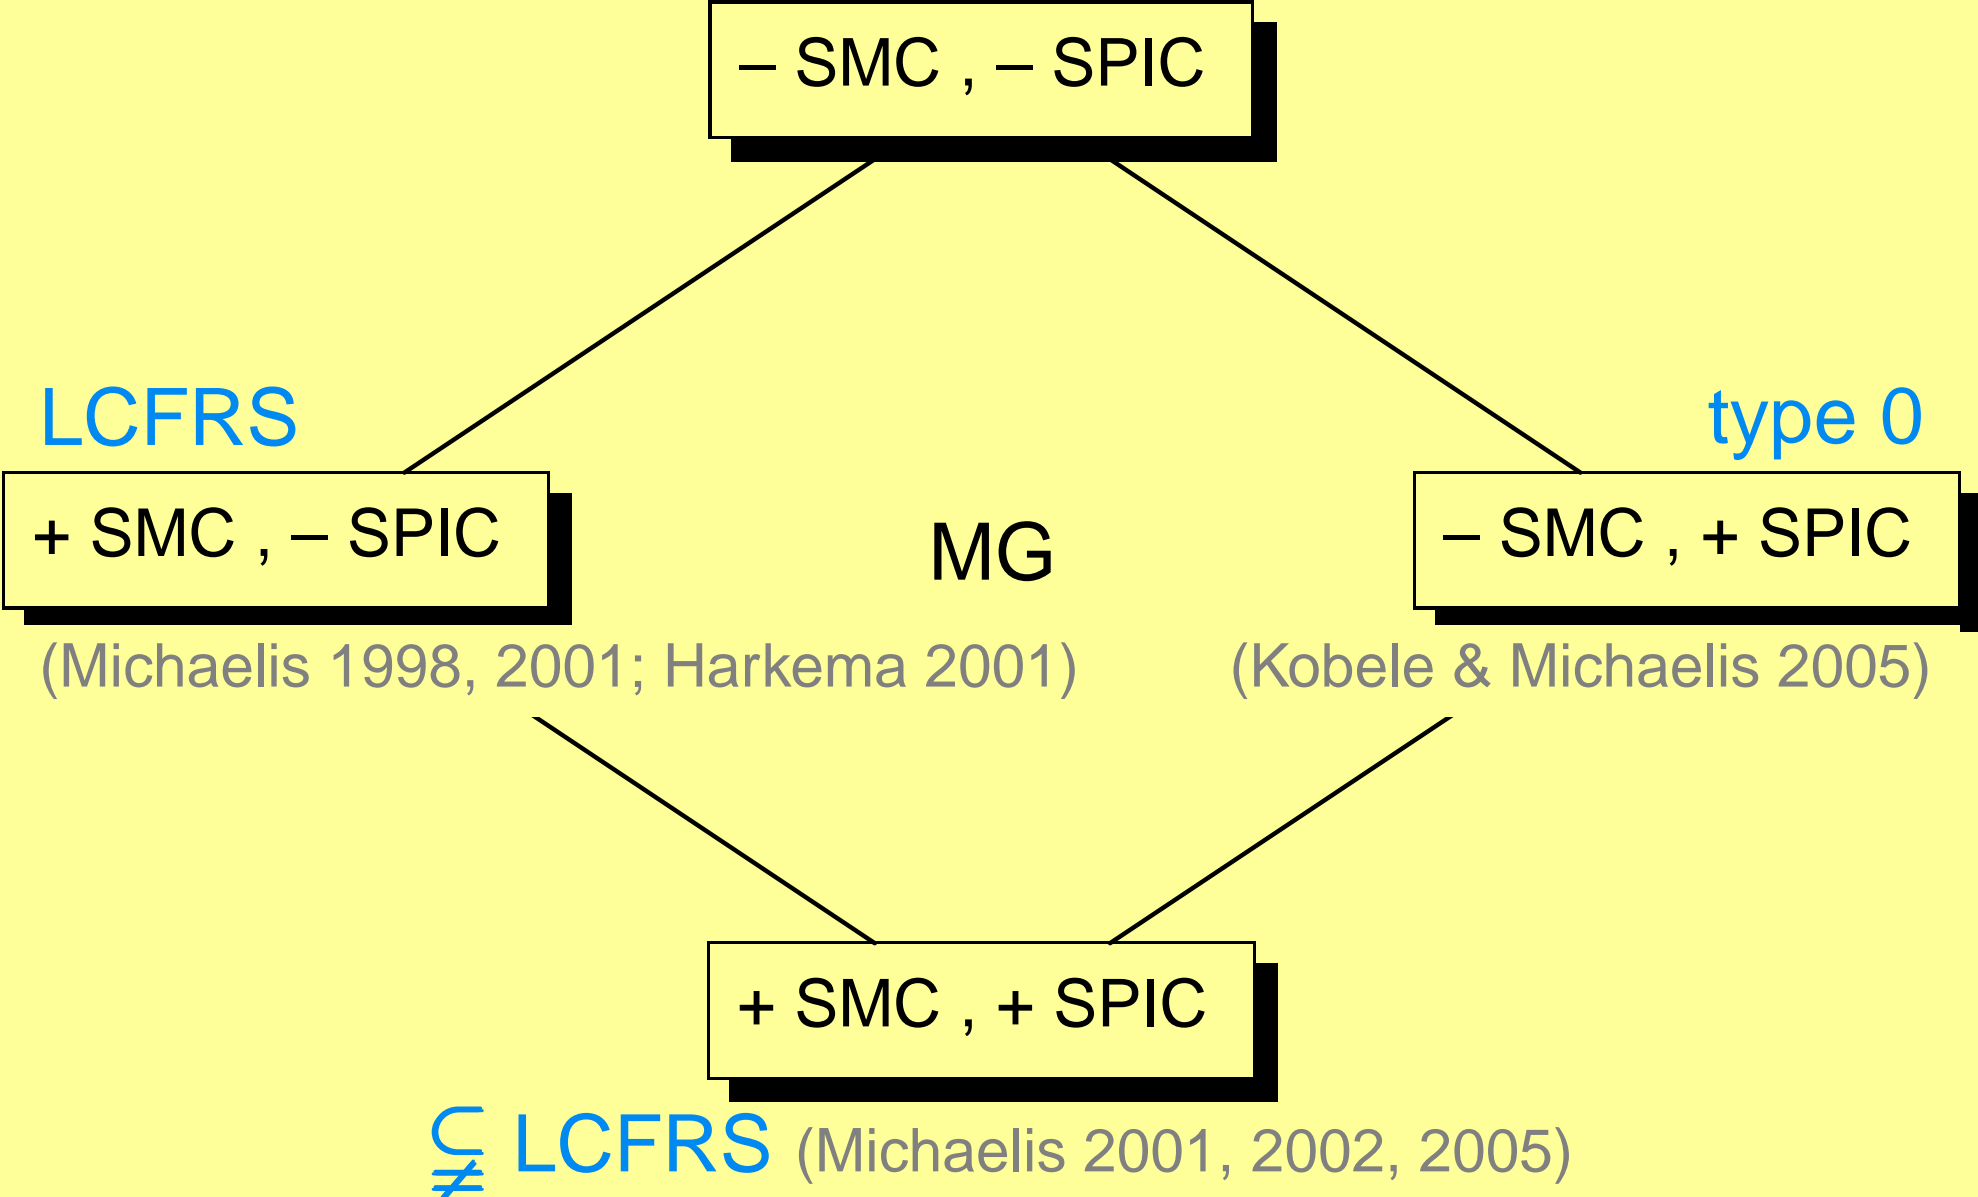 – SMC , – SPIC
LCFRS
type 0
+ SMC , – SPIC
MG
– SMC , + SPIC
(Michaelis 1998, 2001; Harkema 2001)
(Kobele & Michaelis 2005)
+ SMC , + SPIC
⊊ LCFRS (Michaelis 2001, 2002, 2005)